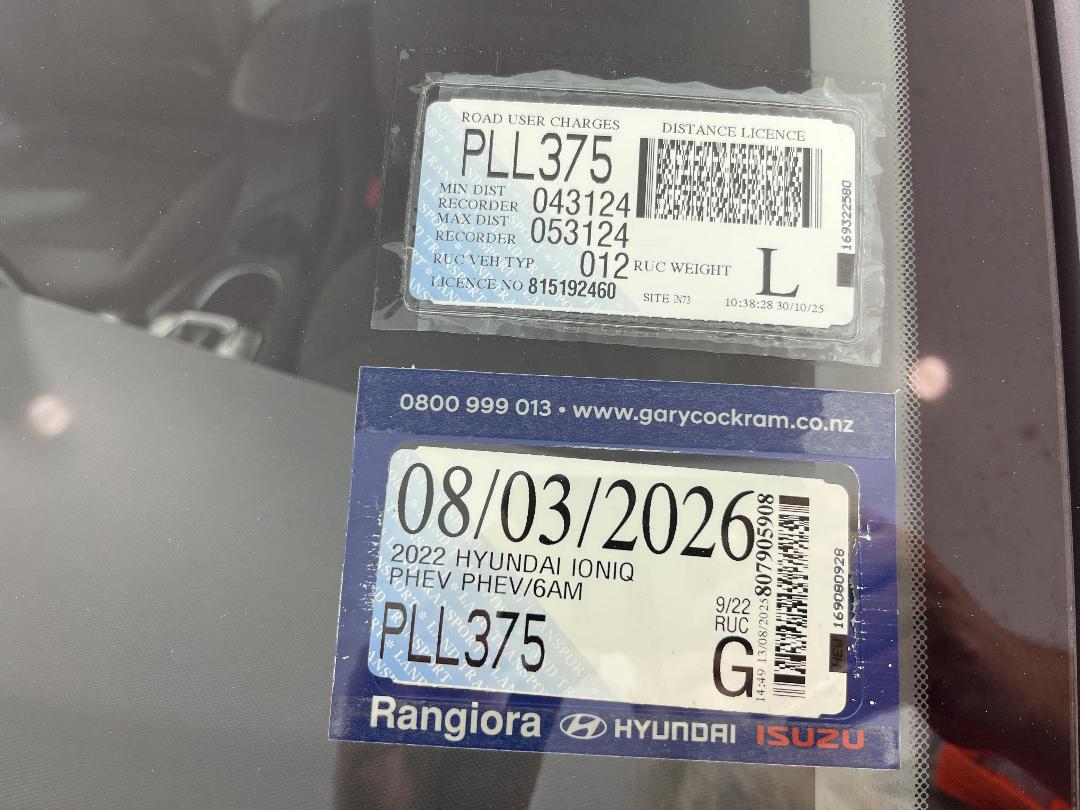 ROAD USER CHARGES DISTANCE LICENCE
PLL375
MIN DIST
RECORDER 043124
MAX DIST
RECORDER 053124
RUC VEH TYP 012 RUC WEIGHT L
LICENCE NO 815192460 SITE IN73 10:38:28 30/10/25
169322580
0800 999 013 • www.garycockram.co.nz
08/03/2026
2022 HYUNDAI IONIQ
PHEV PHEV/6AM
PLL375
9/22
RUC
G
14:49 13/08/2025 807905908
169080928
Rangiora HYUNDAI ISUZU